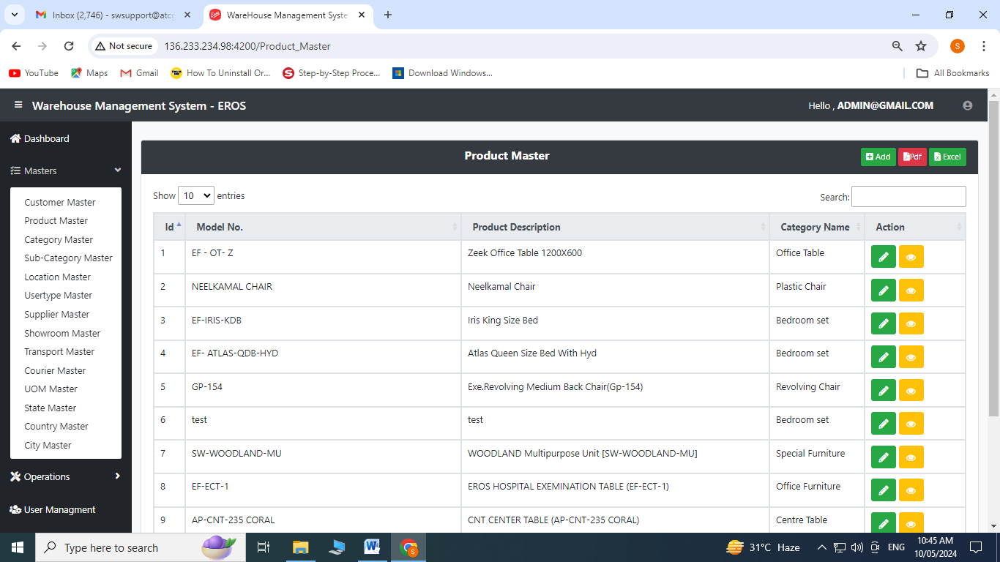 Inbox (2,746) - swsupport@atcg
WareHouse Management Syste
Not secure
136.233.234.98:4200/Product_Master
S
YouTube
Maps
Gmail
How To Uninstall Or...
Step-by-Step Proce...
Download Windows...
All Bookmarks
Warehouse Management System - EROS
Hello , ADMIN@GMAIL.COM
Dashboard
Masters
Customer Master
Product Master
Category Master
Sub-Category Master
Location Master
Usertype Master
Supplier Master
Showroom Master
Transport Master
Courier Master
UOM Master
State Master
Country Master
City Master
Operations
User Managment
Product Master
Add Pdf Excel
Show 10 entries
Search:
Id Model No. Product Description Category Name Action
1 EF - OT- Z Zeek Office Table 1200X600 Office Table
2 NEELKAMAL CHAIR Neelkamal Chair Plastic Chair
3 EF-IRIS-KDB Iris King Size Bed Bedroom set
4 EF- ATLAS-QDB-HYD Atlas Queen Size Bed With Hyd Bedroom set
5 GP-154 Exe.Revolving Medium Back Chair(Gp-154) Revolving Chair
6 test test Bedroom set
7 SW-WOODLAND-MU WOODLAND Multipurpose Unit [SW-WOODLAND-MU] Special Furniture
8 EF-ECT-1 EROS HOSPITAL EXEMINATION TABLE (EF-ECT-1) Office Furniture
9 AP-CNT-235 CORAL CNT CENTER TABLE (AP-CNT-235 CORAL) Centre Table
Type here to search
31°C Haze
ENG
10:45 AM
10/05/2024